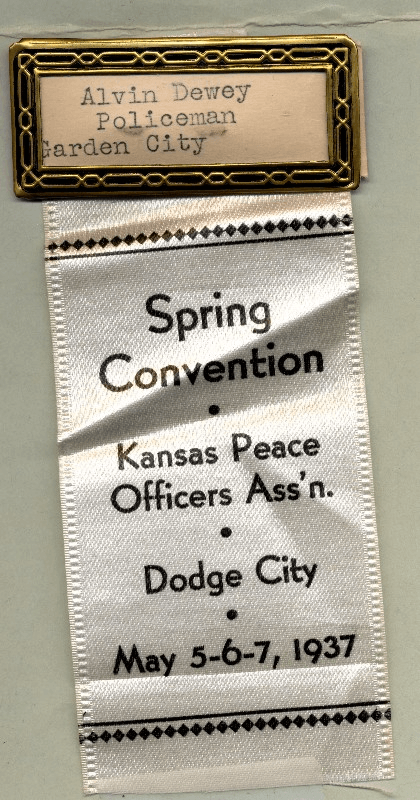 Alvin Dewey
Policeman
Garden City
Spring
Convention
•
Kansas Peace
Officers Ass'n.
•
Dodge City
•
May 5-6-7, 1937